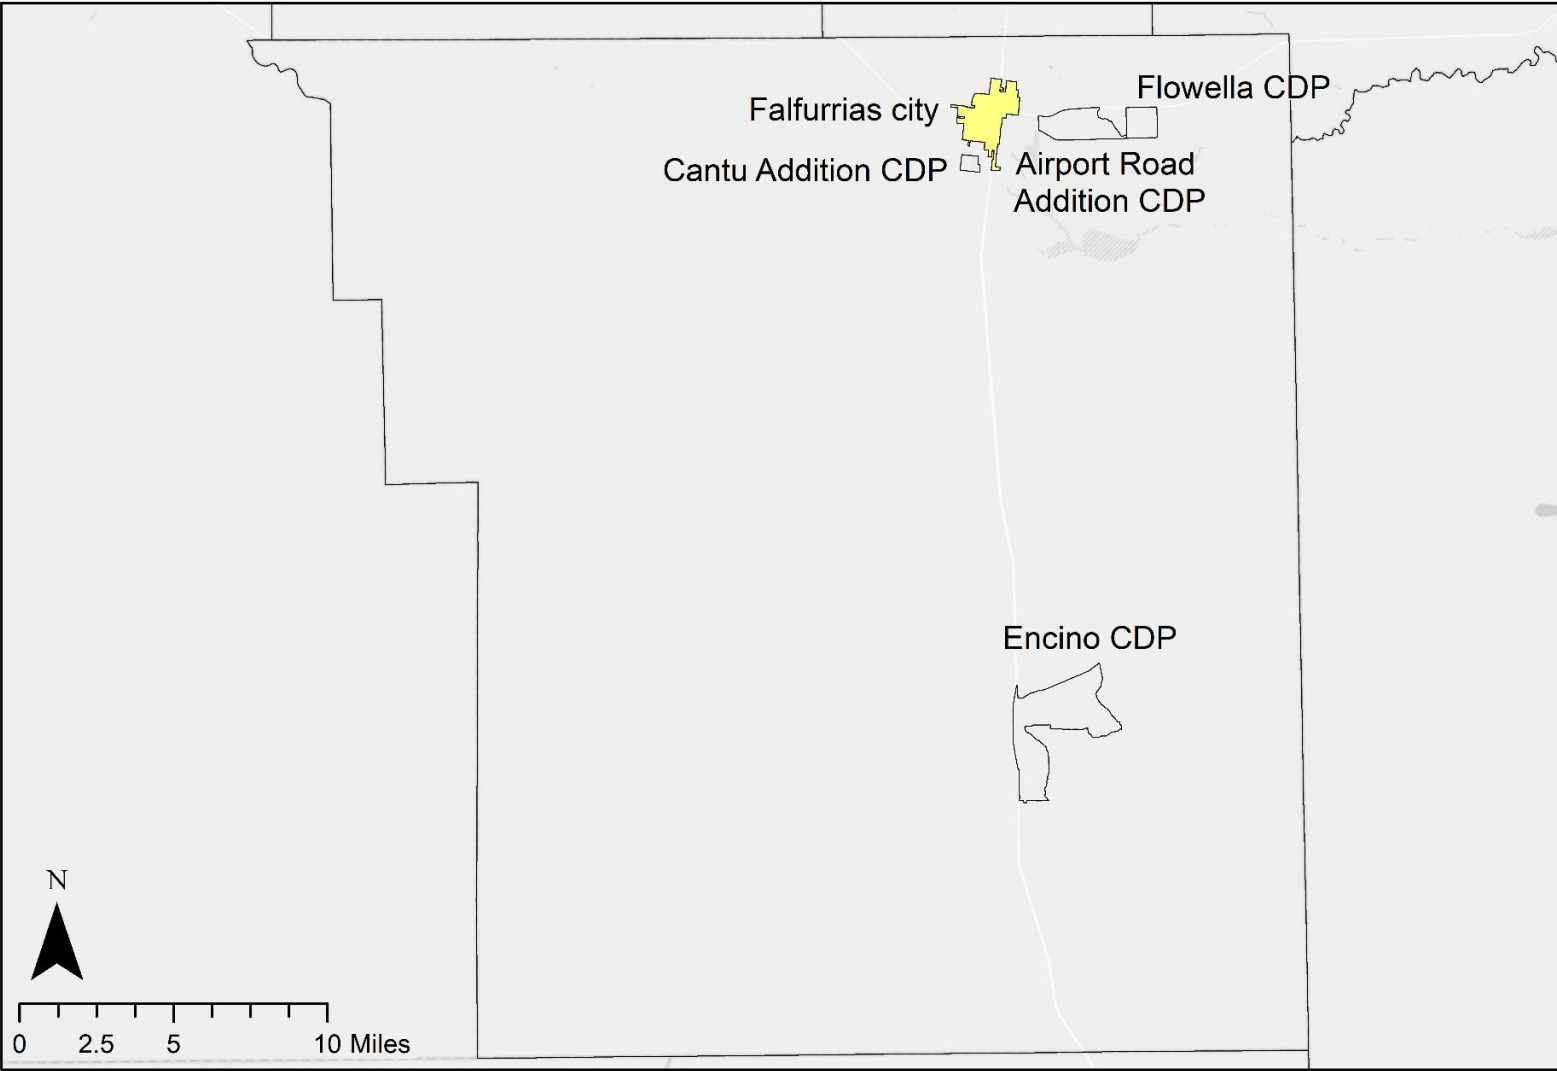 Flowella CDP
Falfurrias city
Cantu Addition CDP
Airport Road
Addition CDP
Encino CDP
N
0 2.5 5 10 Miles